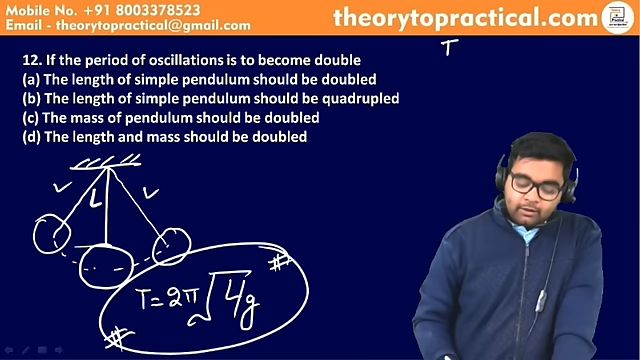 Mobile No. +91 8003378523
Email - theorytopractical@gmail.com
theorytopractical.com
12. If the period of oscillations is to become double
(a) The length of simple pendulum should be doubled
(b) The length of simple pendulum should be quadrupled
(c) The mass of pendulum should be doubled
(d) The length and mass should be doubled
T
L
T = 2π √L/g